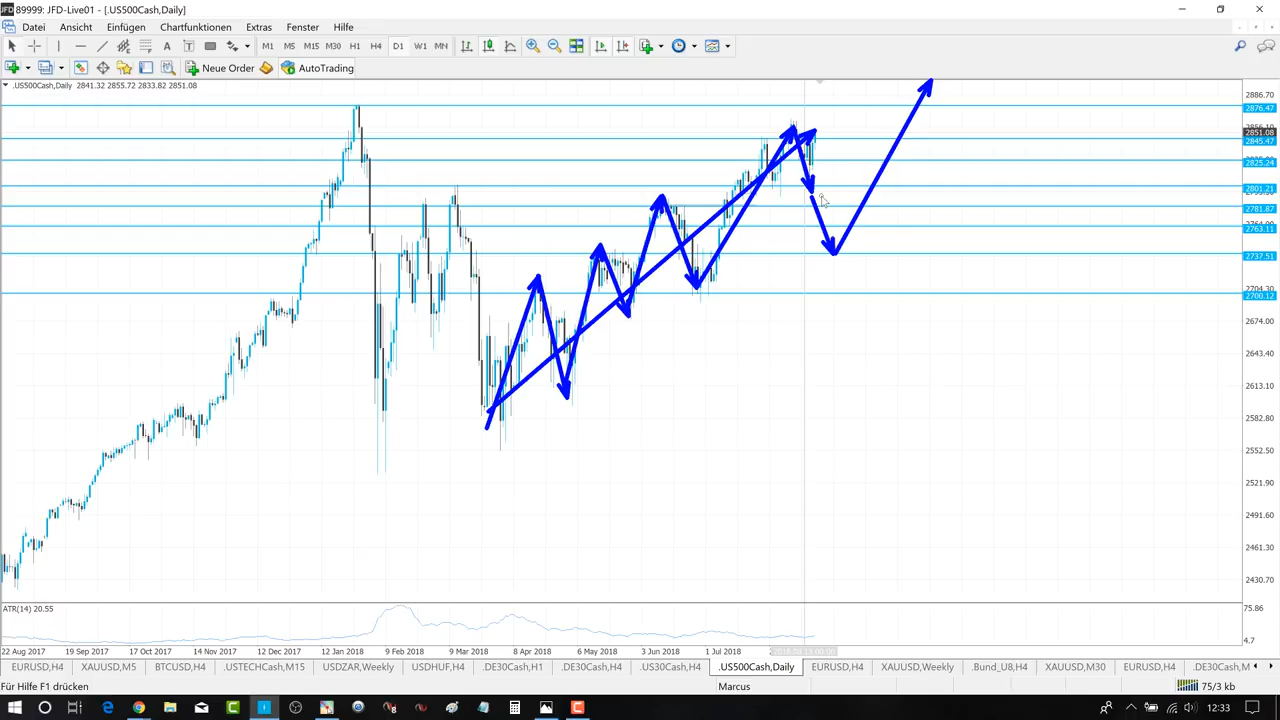 89999: JFD-Live01 - [.US500Cash,Daily]
Datei Ansicht Einfügen Chartfunktionen Extras Fenster Hilfe
A T M1 M5 M15 M30 H1 H4 D1 W1 MN
Neue Order AutoTrading
.US500Cash,Daily 2841.32 2855.72 2833.82 2851.08
2886.70
2876.47
2851.08
2845.47
2825.24
2801.21
2781.87
2763.11
2737.51
2704.30
2700.12
2674.00
2643.40
2613.10
2582.80
2552.50
2521.90
2491.60
2461.30
2430.70
ATR(14) 20.55
75.86
4.7
22 Aug 2017 19 Sep 2017 17 Oct 2017 14 Nov 2017 12 Dec 2017 12 Jan 2018 9 Feb 2018 9 Mar 2018 8 Apr 2018 6 May 2018 3 Jun 2018 1 Jul 2018
EURUSD,H4 XAUUSD,M5 BTCUSD,H4 .USTECHCash,M15 USDZAR,Weekly USDHUF,H4 .DE30Cash,H1 .DE30Cash,H4 .US30Cash,H4 .US500Cash,Daily EURUSD,H4 XAUUSD,Weekly .Bund_U8,H4 XAUUSD,M30 EURUSD,H4 .DE30Cash,M
Für Hilfe F1 drücken Marcus 75/3 kb
12:33